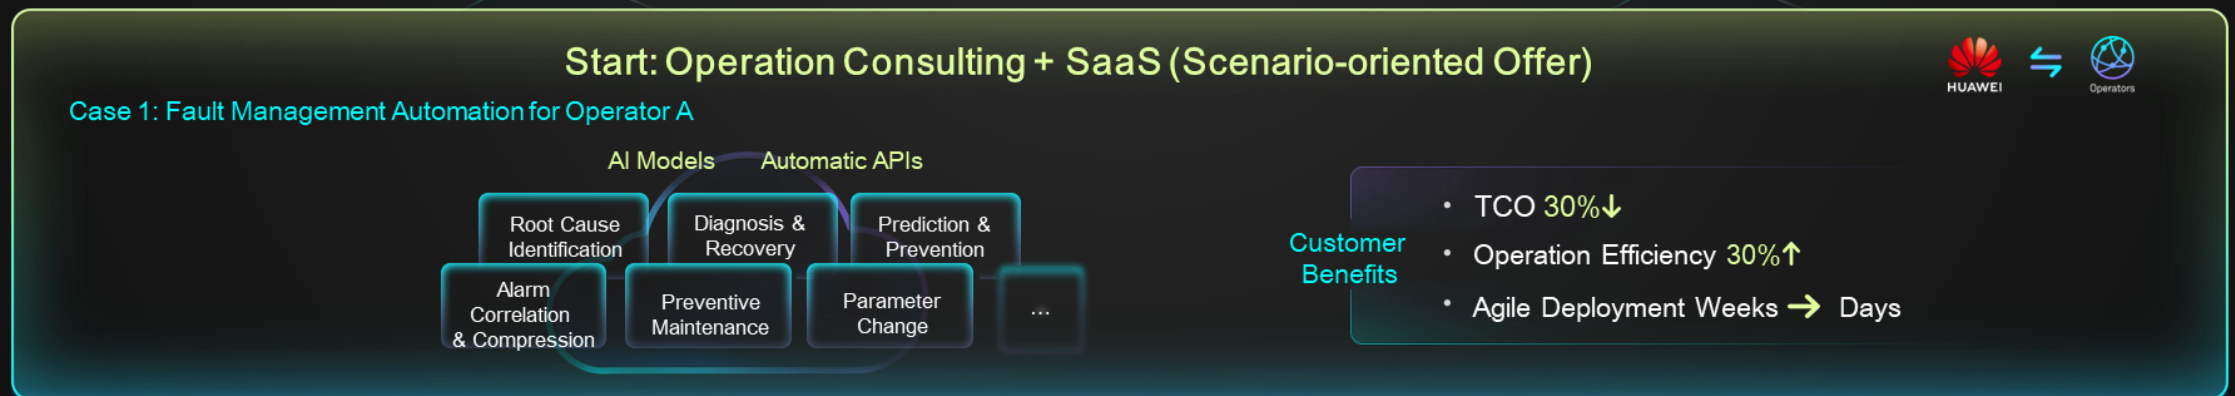 Start: Operation Consulting + SaaS (Scenario-oriented Offer)
HUAWEI
Operators
Case 1: Fault Management Automation for Operator A
AI Models
Automatic APIs
Root Cause
Identification
Diagnosis &
Recovery
Prediction &
Prevention
Alarm
Correlation
& Compression
Preventive
Maintenance
Parameter
Change
...
Customer
Benefits
• TCO 30%↓
• Operation Efficiency 30%↑
• Agile Deployment Weeks → Days